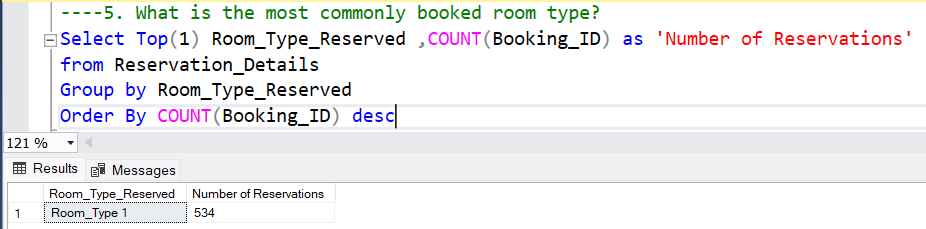 ----5. What is the most commonly booked room type?
Select Top(1) Room_Type_Reserved ,COUNT(Booking_ID) as 'Number of Reservations'
from Reservation_Details
Group by Room_Type_Reserved
Order By COUNT(Booking_ID) desc
121 %
Results Messages
Room_Type_Reserved Number of Reservations
1 Room_Type 1 534